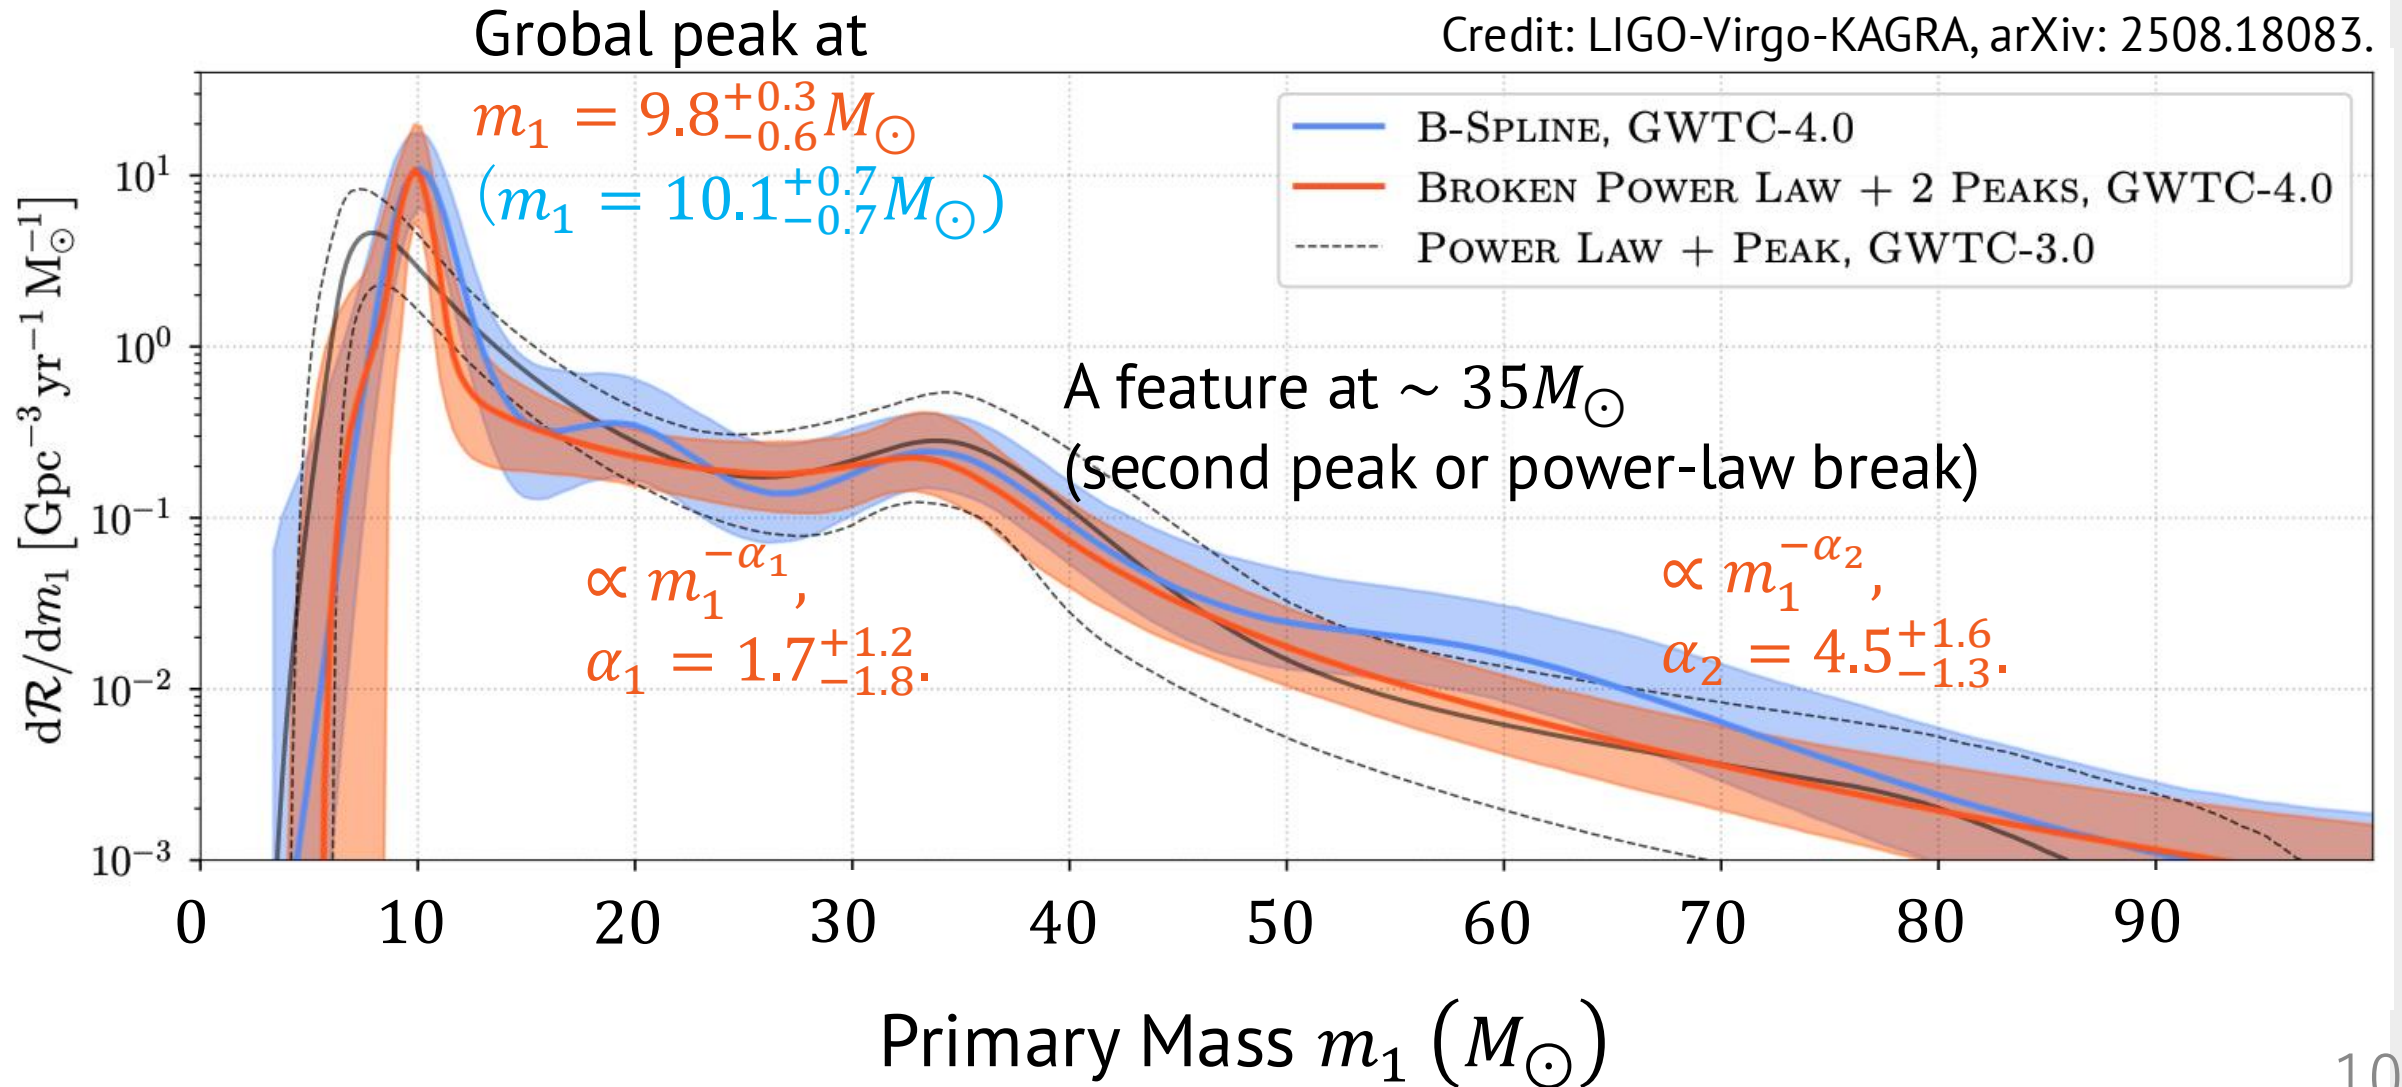 Grobal peak at
Credit: LIGO-Virgo-KAGRA, arXiv: 2508.18083.
m₁ = 9.8⁺⁰·³₋₀.₆ M☉
(m₁ = 10.1⁺⁰·⁷₋₀.₇ M☉)
B-Spline, GWTC-4.0
Broken Power Law + 2 Peaks, GWTC-4.0
Power Law + Peak, GWTC-3.0
dℛ/dm₁ [Gpc⁻³ yr⁻¹ M☉⁻¹]
10¹
10⁰
10⁻¹
10⁻²
10⁻³
A feature at ~ 35M☉
(second peak or power-law break)
∝ m₁^−α₁,
α₁ = 1.7⁺¹·²₋₁.₈.
∝ m₁^−α₂,
α₂ = 4.5⁺¹·⁶₋₁.₃.
0 10 20 30 40 50 60 70 80 90
Primary Mass m₁ (M☉)
10